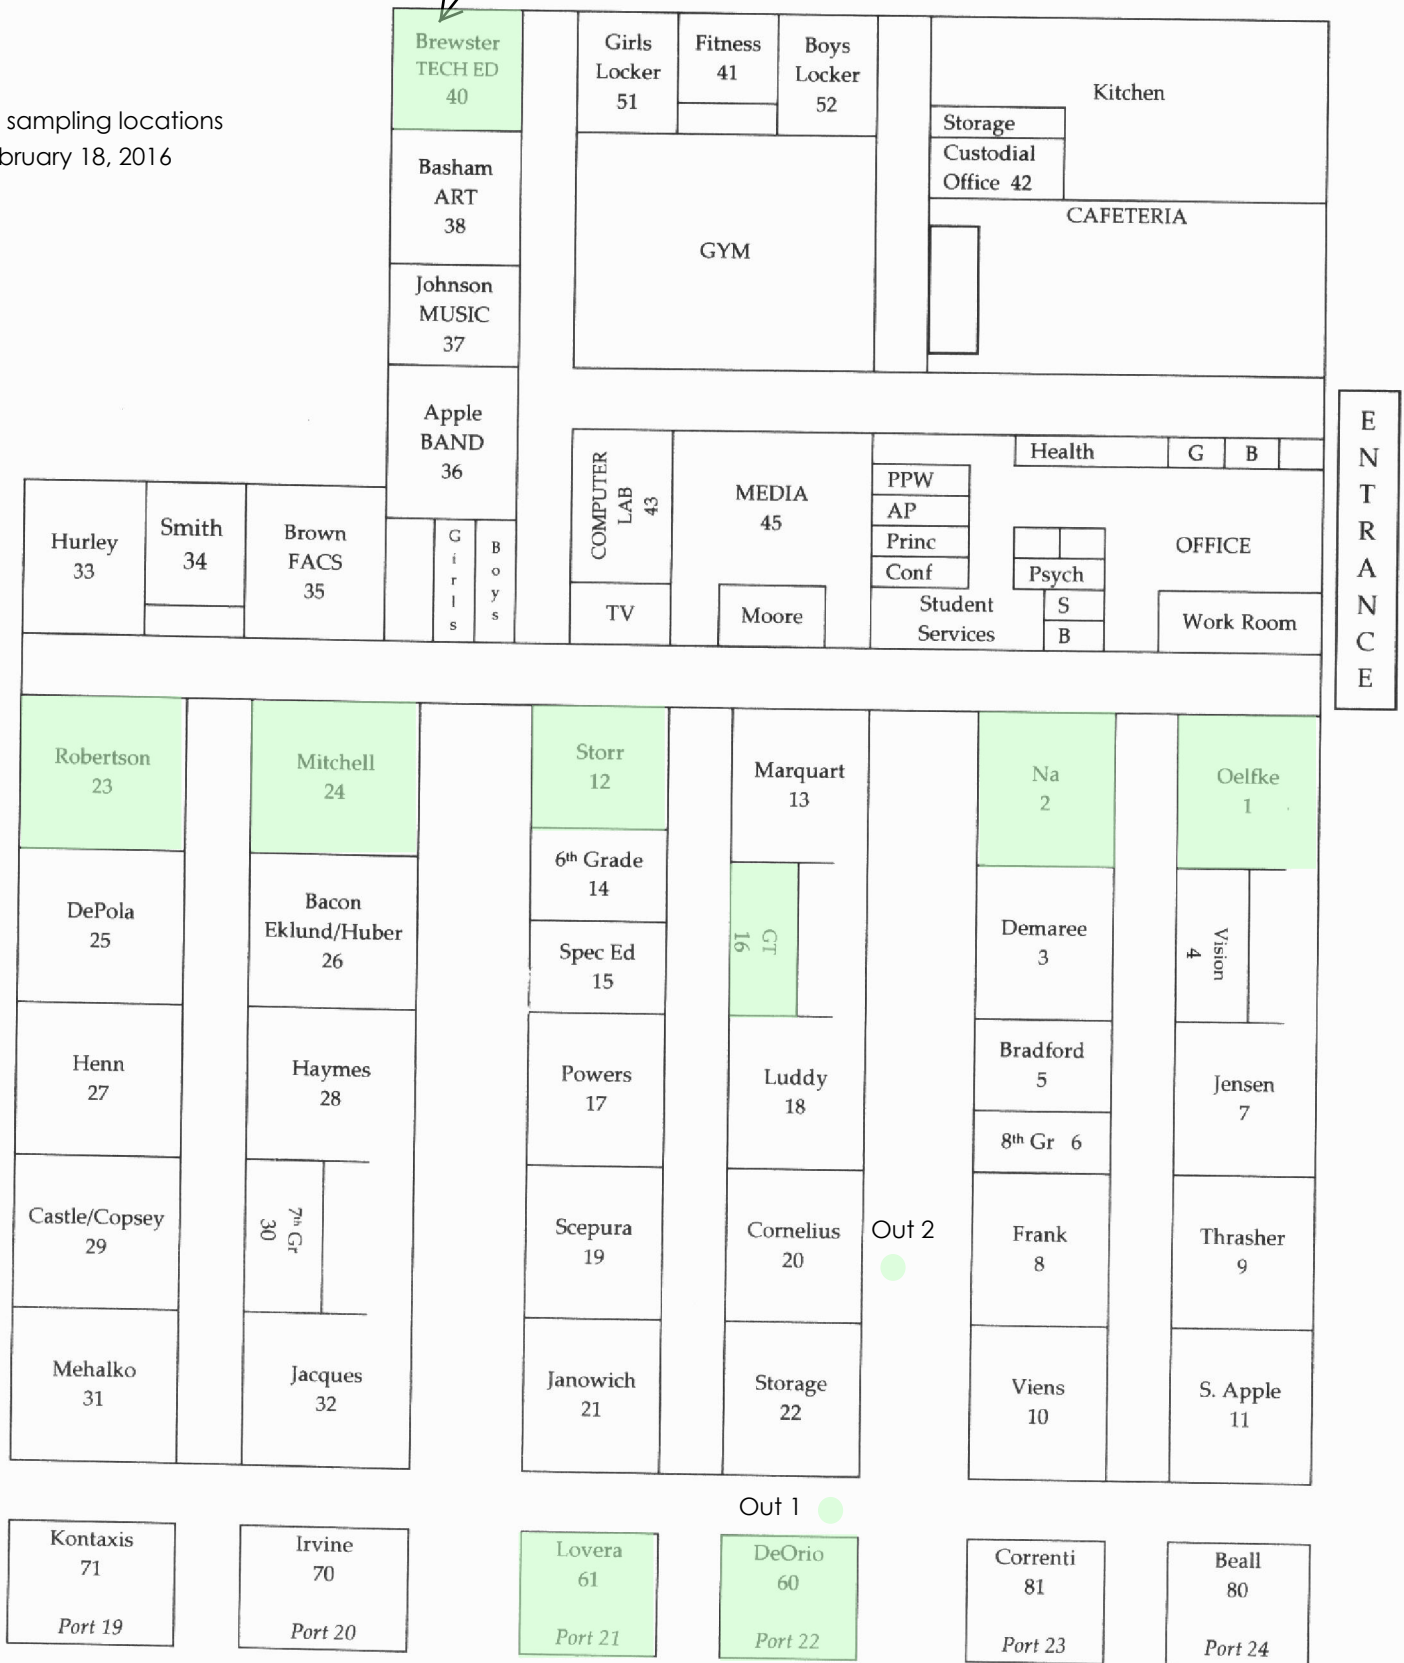 sampling locations
bruary 18, 2016
Brewster
TECH ED
40
Girls
Locker
51
Fitness
41
Boys
Locker
52
Kitchen
Storage
Custodial
Office 42
CAFETERIA
Basham
ART
38
GYM
Johnson
MUSIC
37
Apple
BAND
36
ENTRANCE
Hurley
33
Smith
34
Brown
FACS
35
Girls
Boys
COMPUTER
LAB
43
TV
MEDIA
45
Moore
PPW
AP
Princ
Conf
Student
Services
Health
G
B
Psych
S
B
OFFICE
Work Room
Robertson
23
Mitchell
24
Storr
12
Marquart
13
Na
2
Oelfke
1
DePola
25
Bacon
Eklund/Huber
26
6th Grade
14
Spec Ed
15
GT
16
Demaree
3
Vision
4
Henn
27
Haymes
28
Powers
17
Luddy
18
Bradford
5
8th Gr 6
Jensen
7
Castle/Copsey
29
7th Gr
30
Scepura
19
Cornelius
20
Out 2
Frank
8
Thrasher
9
Mehalko
31
Jacques
32
Janowich
21
Storage
22
Viens
10
S. Apple
11
Out 1
Kontaxis
71
Port 19
Irvine
70
Port 20
Lovera
61
Port 21
DeOrio
60
Port 22
Correnti
81
Port 23
Beall
80
Port 24